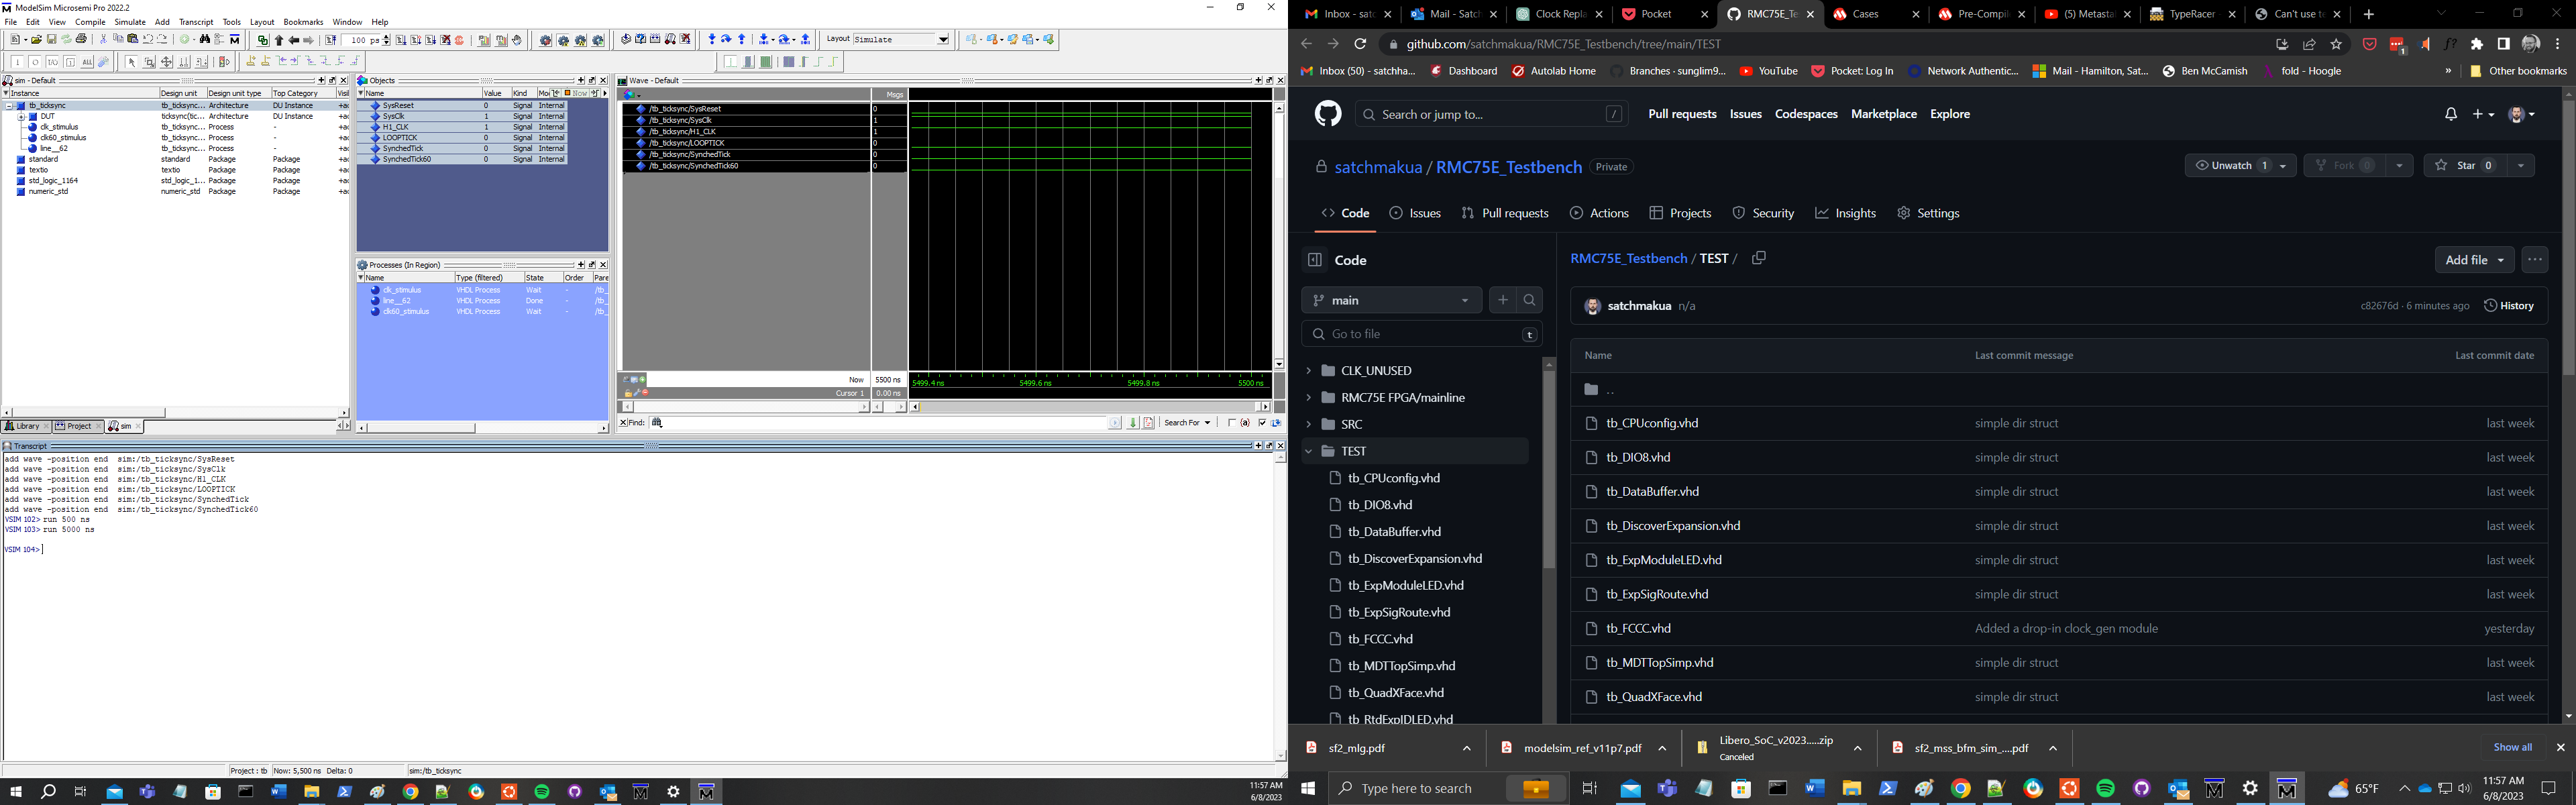 ModelSim Microsemi Pro 2022.2
File Edit View Compile Simulate Add Transcript Tools Layout Bookmarks Window Help
100 ps
Layout Simulate
sim - Default
Instance Design unit Design unit type Top Category
tb_ticksync tb_ticksync... Architecture DU Instance
DUT ticksync(tic... Architecture DU Instance
clk_stimulus tb_ticksync... Process -
clk60_stimulus tb_ticksync... Process -
line__62 tb_ticksync... Process -
standard standard Package Package
textio textio Package Package
std_logic_1164 std_logic_1... Package Package
numeric_std numeric_std Package Package
Library Project sim
Objects
Name Value Kind Mode Now
SysReset 0 Signal Internal
SysClk 1 Signal Internal
H1_CLK 1 Signal Internal
LOOPTICK 0 Signal Internal
SynchedTick 0 Signal Internal
SynchedTick60 0 Signal Internal
Processes (In Region)
Name Type (filtered) State Order Pare
clk_stimulus VHDL Process Wait - /tb_
line__62 VHDL Process Done - /tb_
clk60_stimulus VHDL Process Wait - /tb_
Wave - Default
Msgs
/tb_ticksync/SysReset 0
/tb_ticksync/SysClk 1
/tb_ticksync/H1_CLK 1
/tb_ticksync/LOOPTICK 0
/tb_ticksync/SynchedTick 0
/tb_ticksync/SynchedTick60 0
Now 5500 ns 5499.4 ns 5499.6 ns 5499.8 ns 5500 ns
Cursor 1 0.00 ns
Find: Search For
Transcript
add wave -position end sim:/tb_ticksync/SysReset
add wave -position end sim:/tb_ticksync/SysClk
add wave -position end sim:/tb_ticksync/H1_CLK
add wave -position end sim:/tb_ticksync/LOOPTICK
add wave -position end sim:/tb_ticksync/SynchedTick
add wave -position end sim:/tb_ticksync/SynchedTick60
VSIM 102> run 500 ns
VSIM 103> run 5000 ns
VSIM 104>
Project : tb Now: 5,500 ns Delta: 0 sim:/tb_ticksync
11:57 AM
6/8/2023
Inbox - satc Mail - Satch Clock Repla Pocket RMC75E_Te Cases Pre-Compil (5) Metasta TypeRacer Can't use te
github.com/satchmakua/RMC75E_Testbench/tree/main/TEST
Inbox (50) - satchha... Dashboard Autolab Home Branches · sunglim9... YouTube Pocket: Log In Network Authentic... Mail - Hamilton, Sat... Ben McCamish fold - Hoogle » Other bookmarks
Search or jump to... / Pull requests Issues Codespaces Marketplace Explore
satchmakua / RMC75E_Testbench Private
Unwatch 1 Fork 0 Star 0
Code Issues Pull requests Actions Projects Security Insights Settings
Code
main
Go to file t
CLK_UNUSED
RMC75E FPGA/mainline
SRC
TEST
tb_CPUconfig.vhd
tb_DIO8.vhd
tb_DataBuffer.vhd
tb_DiscoverExpansion.vhd
tb_ExpModuleLED.vhd
tb_ExpSigRoute.vhd
tb_FCCC.vhd
tb_MDTTopSimp.vhd
tb_QuadXFace.vhd
tb_RtdExpIDLED.vhd
RMC75E_Testbench / TEST /
Add file
satchmakua n/a c82676d · 6 minutes ago History
Name Last commit message Last commit date
..
tb_CPUconfig.vhd simple dir struct last week
tb_DIO8.vhd simple dir struct last week
tb_DataBuffer.vhd simple dir struct last week
tb_DiscoverExpansion.vhd simple dir struct last week
tb_ExpModuleLED.vhd simple dir struct last week
tb_ExpSigRoute.vhd simple dir struct last week
tb_FCCC.vhd Added a drop-in clock_gen module yesterday
tb_MDTTopSimp.vhd simple dir struct last week
tb_QuadXFace.vhd simple dir struct last week
sf2_mlg.pdf modelsim_ref_v11p7.pdf Libero_SoC_v2023.....zip sf2_mss_bfm_sim_....pdf Show all
Canceled
Type here to search
65°F
11:57 AM
6/8/2023